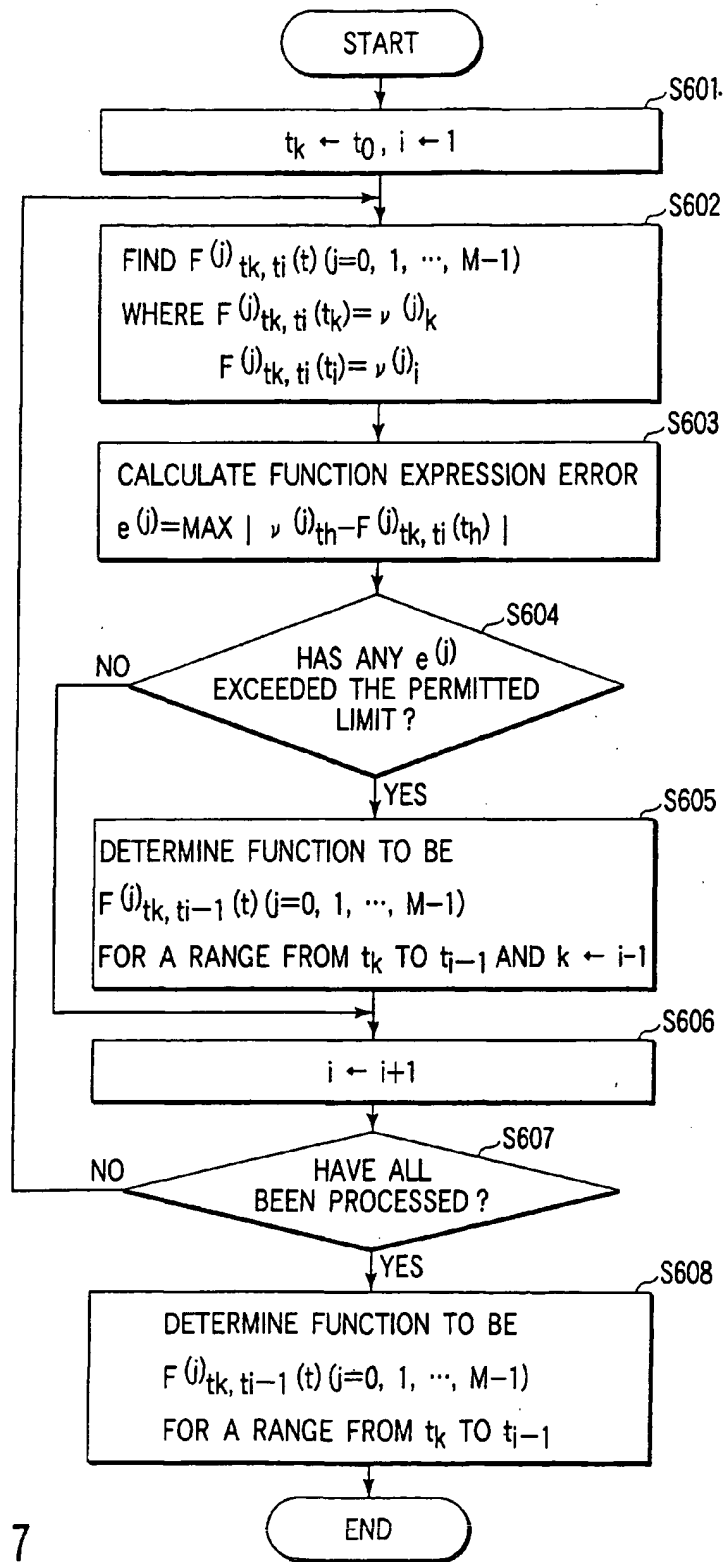 START
S601
t_k ← t_0, i ← 1
S602
FIND F^(j)_tk, ti (t) (j=0, 1, ···, M−1)
WHERE F^(j)_tk, ti (t_k)= ν^(j)_k
F^(j)_tk, ti (t_i)= ν^(j)_i
S603
CALCULATE FUNCTION EXPRESSION ERROR
e^(j)=MAX | ν^(j)_th−F^(j)_tk, ti (t_h) |
S604
HAS ANY e^(j)
EXCEEDED THE PERMITTED
LIMIT ?
NO
YES
S605
DETERMINE FUNCTION TO BE
F^(j)_tk, ti−1 (t) (j=0, 1, ···, M−1)
FOR A RANGE FROM t_k TO t_i−1 AND k ← i-1
S606
i ← i+1
S607
HAVE ALL
BEEN PROCESSED ?
NO
YES
S608
DETERMINE FUNCTION TO BE
F^(j)_tk, ti−1 (t) (j=0, 1, ···, M−1)
FOR A RANGE FROM t_k TO t_i−1
END
7